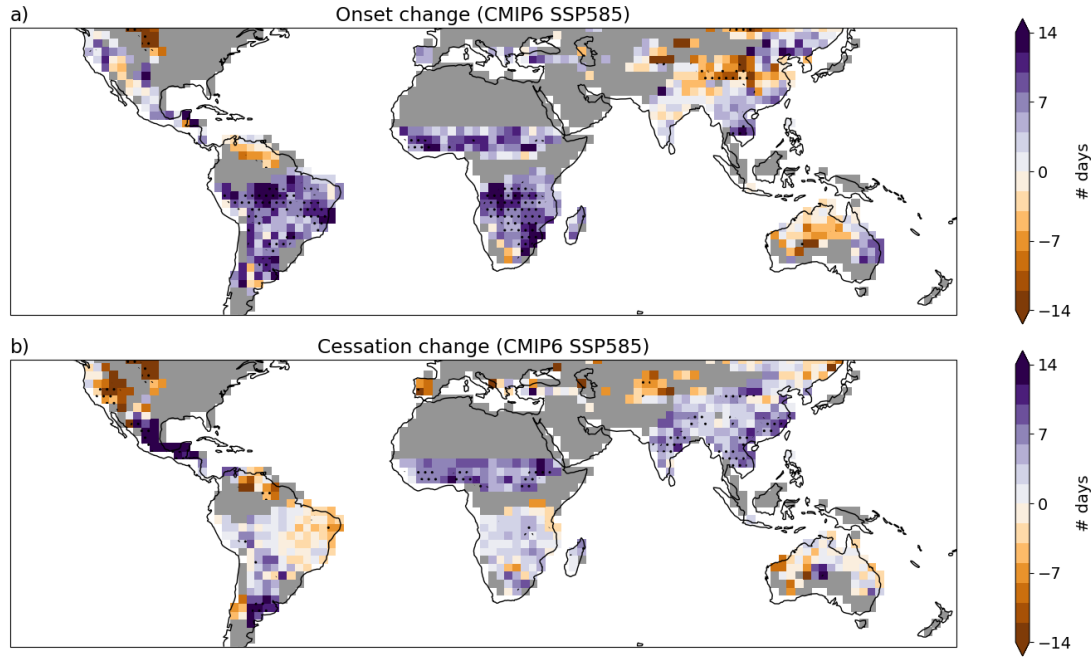 a)
Onset change (CMIP6 SSP585)
14
7
0
−7
−14
# days
b)
Cessation change (CMIP6 SSP585)
14
7
0
−7
−14
# days